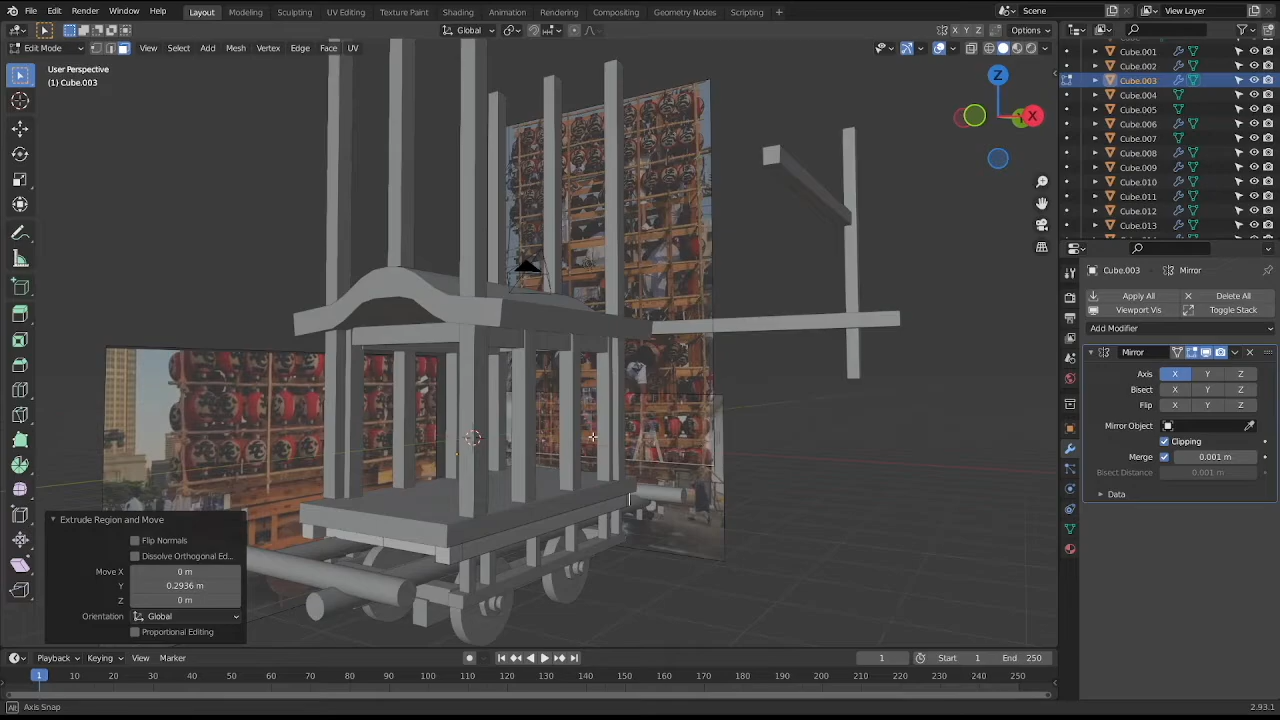 File Edit Render Window Help Layout Modeling Sculpting UV Editing Texture Paint Shading Animation Rendering Compositing Geometry Nodes Scripting + Scene View Layer
Global Options
Edit Mode View Select Add Mesh Vertex Edge Face UV X Y Z
User Perspective
(1) Cube.003
Z
X
Cube.001
Cube.002
Cube.003
Cube.004
Cube.005
Cube.006
Cube.007
Cube.008
Cube.009
Cube.010
Cube.011
Cube.012
Cube.013
Cube.003 Mirror
Apply All Delete All
Viewport Vis Toggle Stack
Add Modifier
Mirror
Axis X Y Z
Bisect X Y Z
Flip X Y Z
Mirror Object
Clipping
Merge 0.001 m
Bisect Distance 0.001 m
Data
Extrude Region and Move
Flip Normals
Dissolve Orthogonal Ed...
Move X 0 m
Y 0.2936 m
Z 0 m
Orientation Global
Proportional Editing
Playback Keying View Marker 1 Start 1 End 250
1 10 20 30 40 50 60 70 80 90 100 110 120 130 140 150 160 170 180 190 200 210 220 230 240 250
Axis Snap 2.93.1